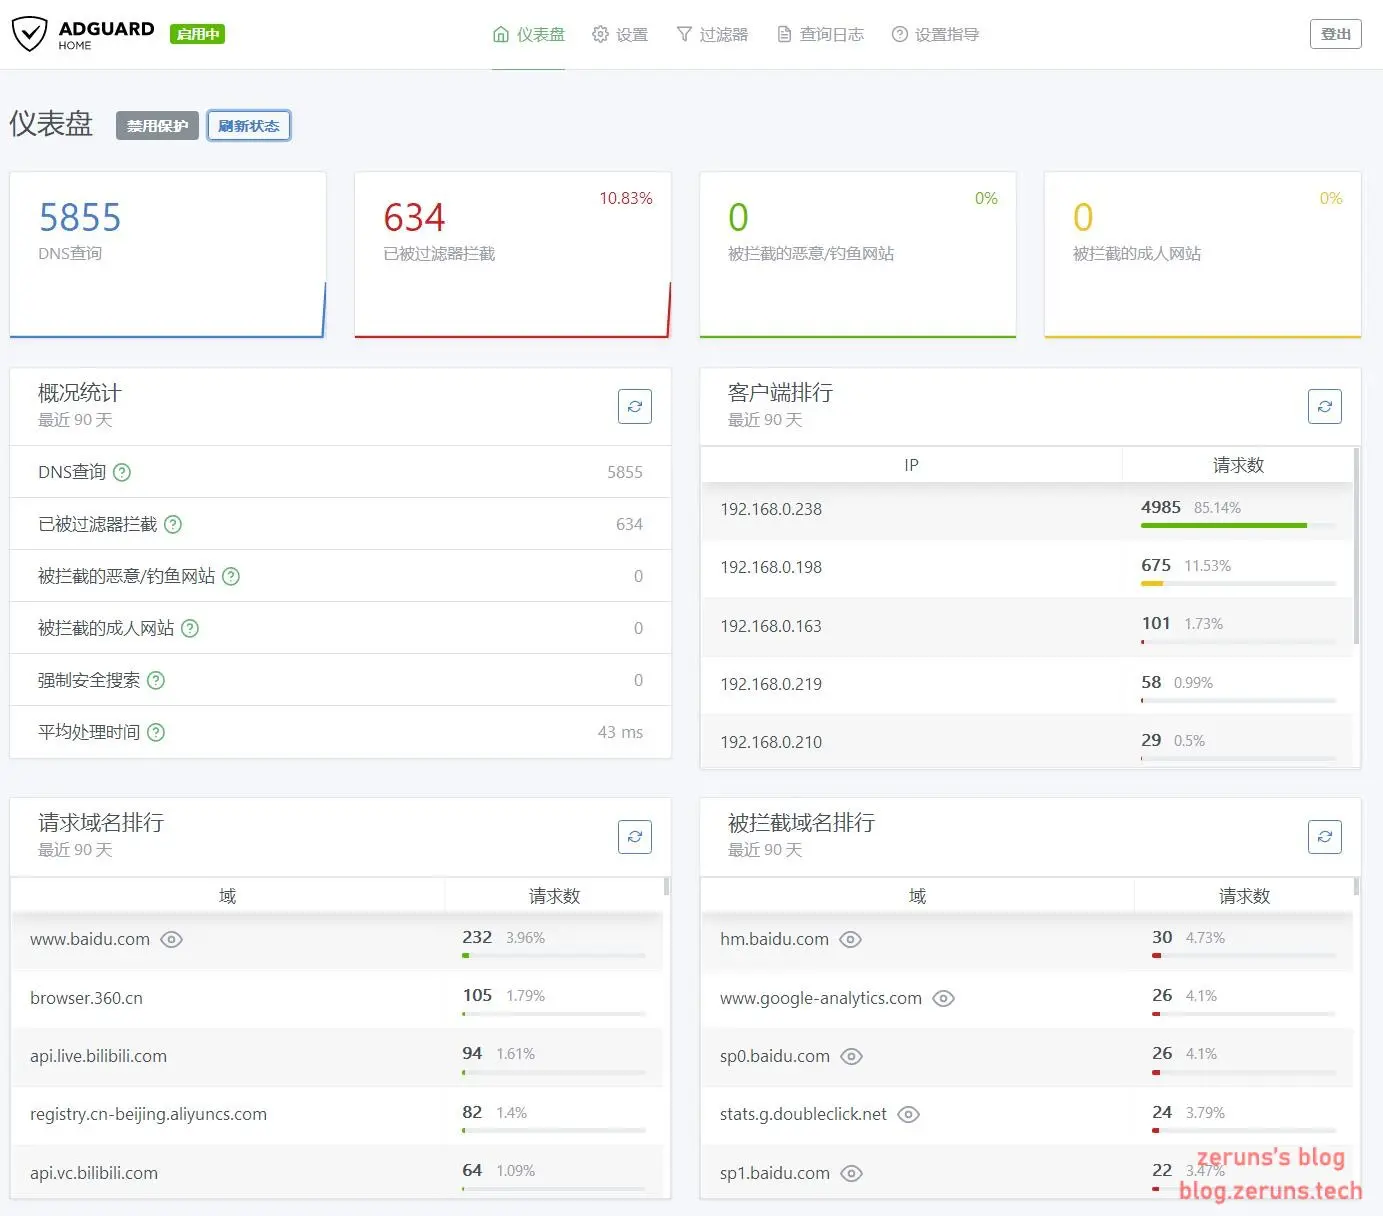 ADGUARD
HOME
启用中
仪表盘
设置
过滤器
查询日志
设置指导
登出
仪表盘
禁用保护
刷新状态
5855
DNS查询
10.83%
634
已被过滤器拦截
0%
0
被拦截的恶意/钓鱼网站
0%
0
被拦截的成人网站
概况统计
最近 90 天
DNS查询 5855
已被过滤器拦截 634
被拦截的恶意/钓鱼网站 0
被拦截的成人网站 0
强制安全搜索 0
平均处理时间 43 ms
客户端排行
最近 90 天
IP 请求数
192.168.0.238 4985 85.14%
192.168.0.198 675 11.53%
192.168.0.163 101 1.73%
192.168.0.219 58 0.99%
192.168.0.210 29 0.5%
请求域名排行
最近 90 天
域 请求数
www.baidu.com 232 3.96%
browser.360.cn 105 1.79%
api.live.bilibili.com 94 1.61%
registry.cn-beijing.aliyuncs.com 82 1.4%
api.vc.bilibili.com 64 1.09%
被拦截域名排行
最近 90 天
域 请求数
hm.baidu.com 30 4.73%
www.google-analytics.com 26 4.1%
sp0.baidu.com 26 4.1%
stats.g.doubleclick.net 24 3.79%
sp1.baidu.com 22 3.47%
zeruns's blog
blog.zeruns.tech